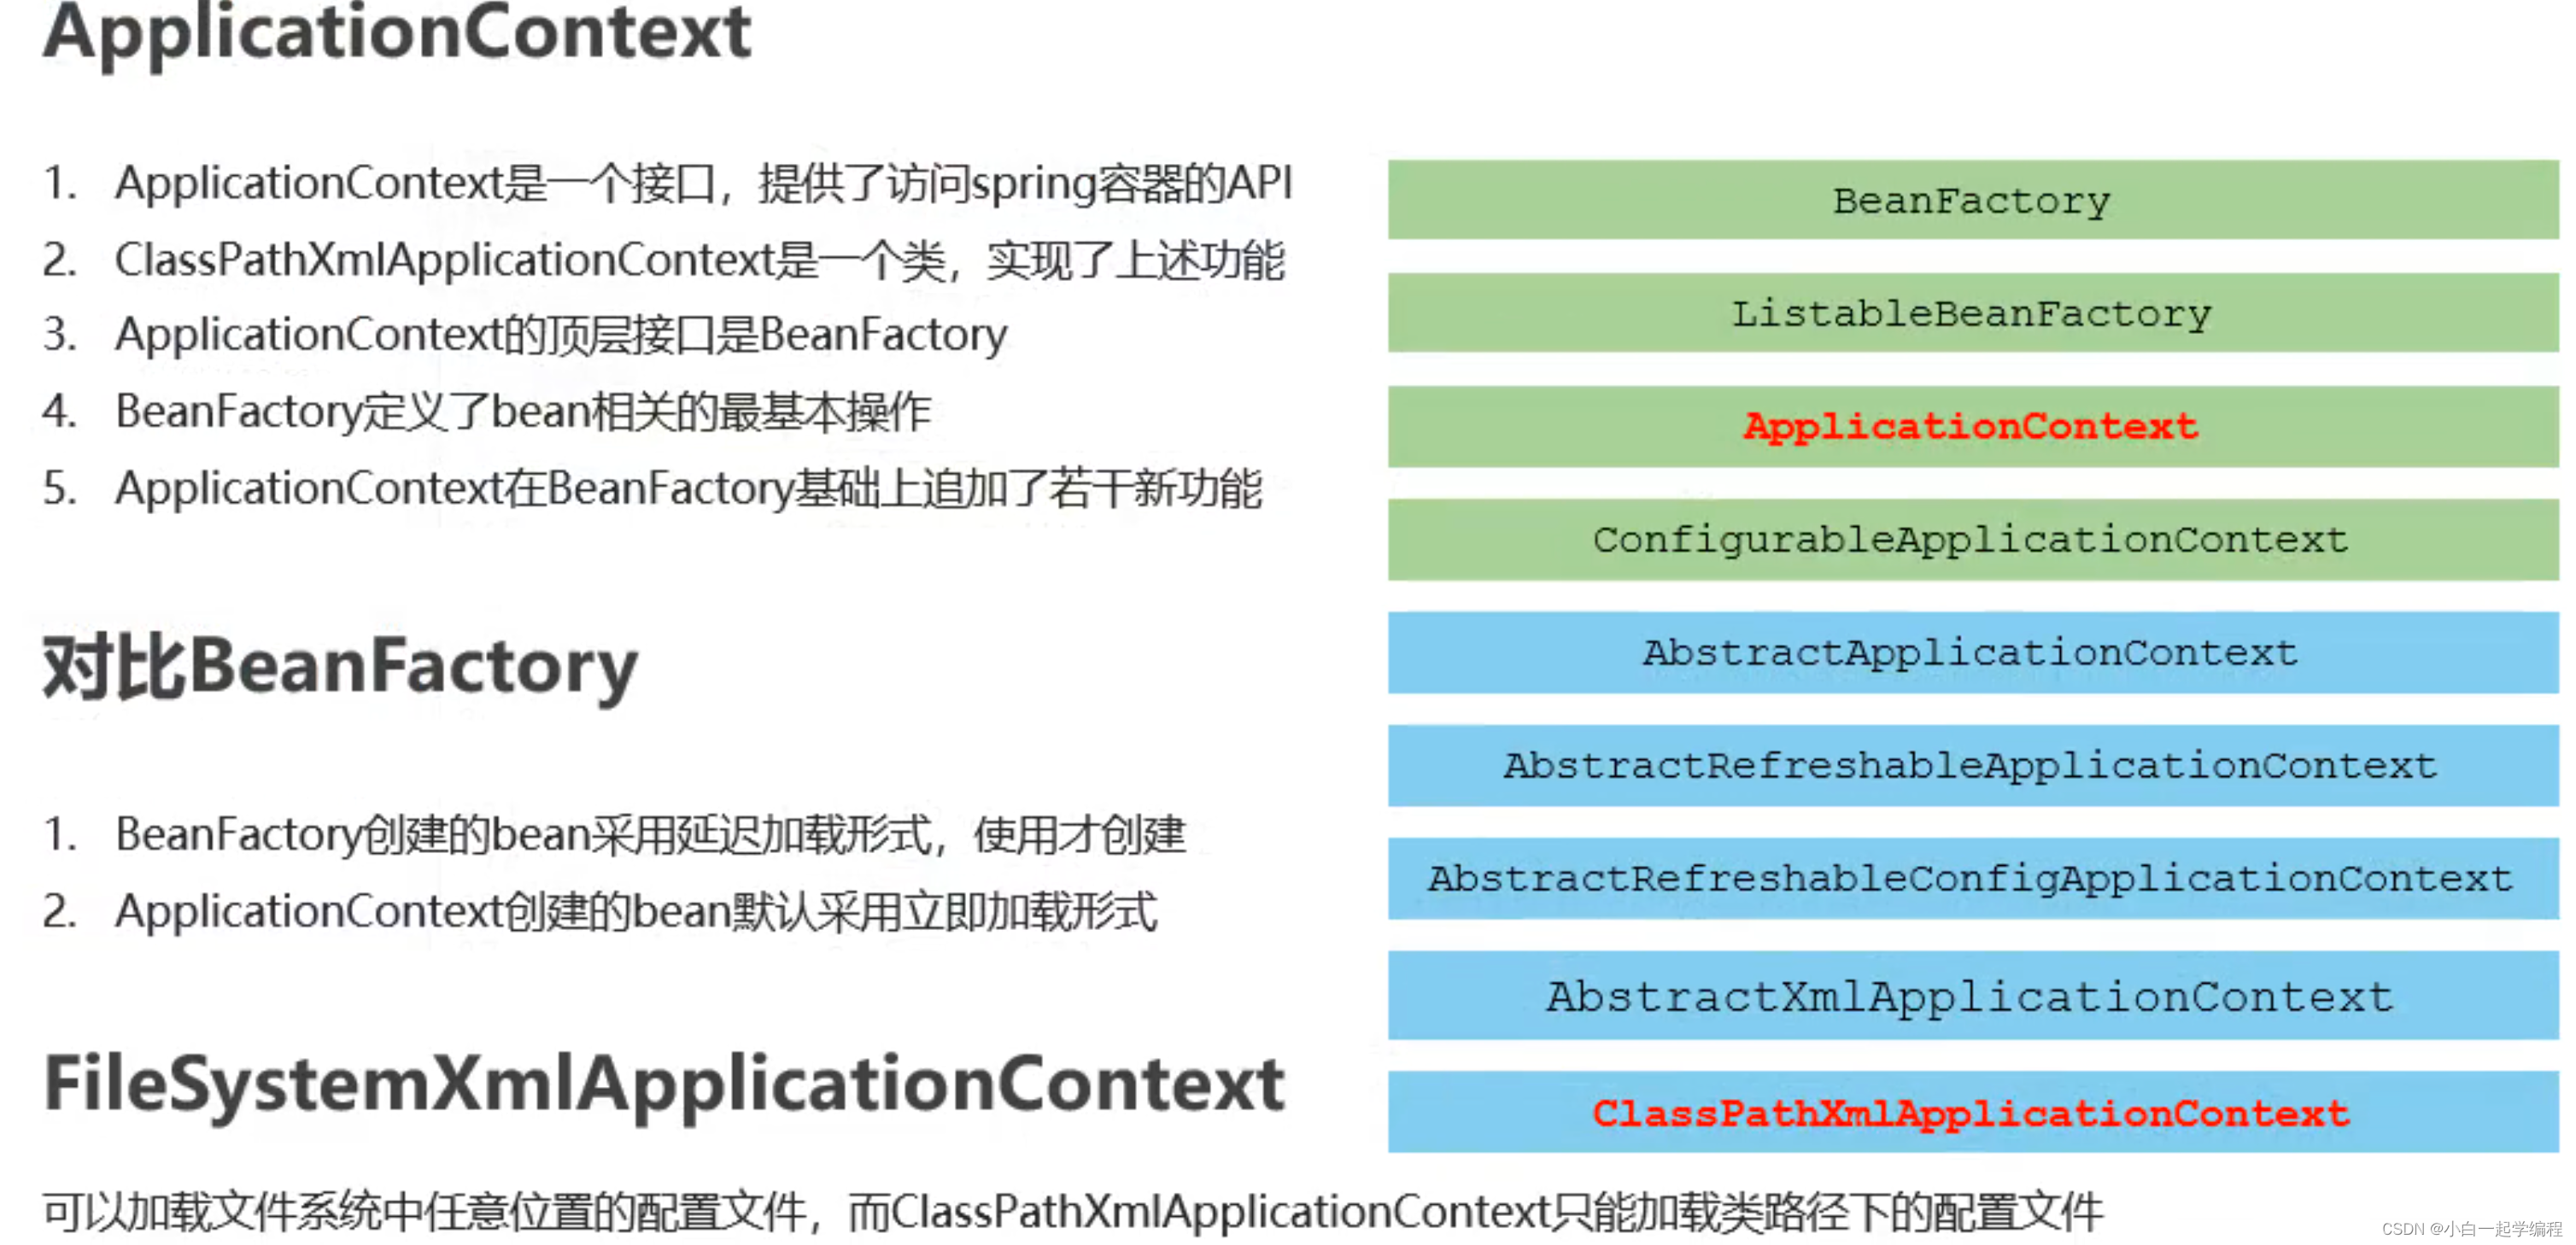 ApplicationContext
1. ApplicationContext是一个接口，提供了访问spring容器的API
2. ClassPathXmlApplicationContext是一个类，实现了上述功能
3. ApplicationContext的顶层接口是BeanFactory
4. BeanFactory定义了bean相关的最基本操作
5. ApplicationContext在BeanFactory基础上追加了若干新功能
对比BeanFactory
1. BeanFactory创建的bean采用延迟加载形式，使用才创建
2. ApplicationContext创建的bean默认采用立即加载形式
FileSystemXmlApplicationContext
可以加载文件系统中任意位置的配置文件，而ClassPathXmlApplicationContext只能加载类路径下的配置文件
BeanFactory
ListableBeanFactory
ApplicationContext
ConfigurableApplicationContext
AbstractApplicationContext
AbstractRefreshableApplicationContext
AbstractRefreshableConfigApplicationContext
AbstractXmlApplicationContext
ClassPathXmlApplicationContext
CSDN @小白一起学编程